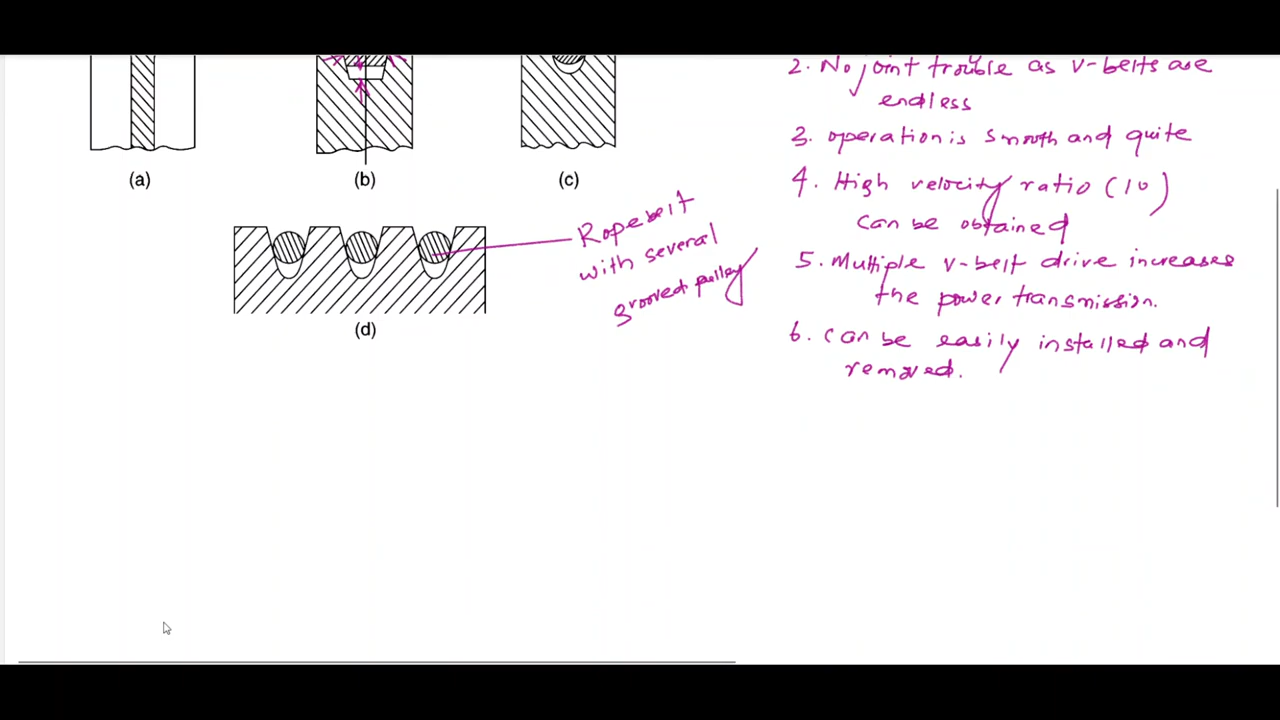 (a)
(b)
(c)
Rope belt
with several
grooved pulley
(d)
2. No joint trouble as V-belts are
endless
3. operation is smooth and quite
4. High velocity ratio (10)
can be obtained
5. Multiple V-belt drive increases
the power transmission.
6. can be easily installed and
removed.